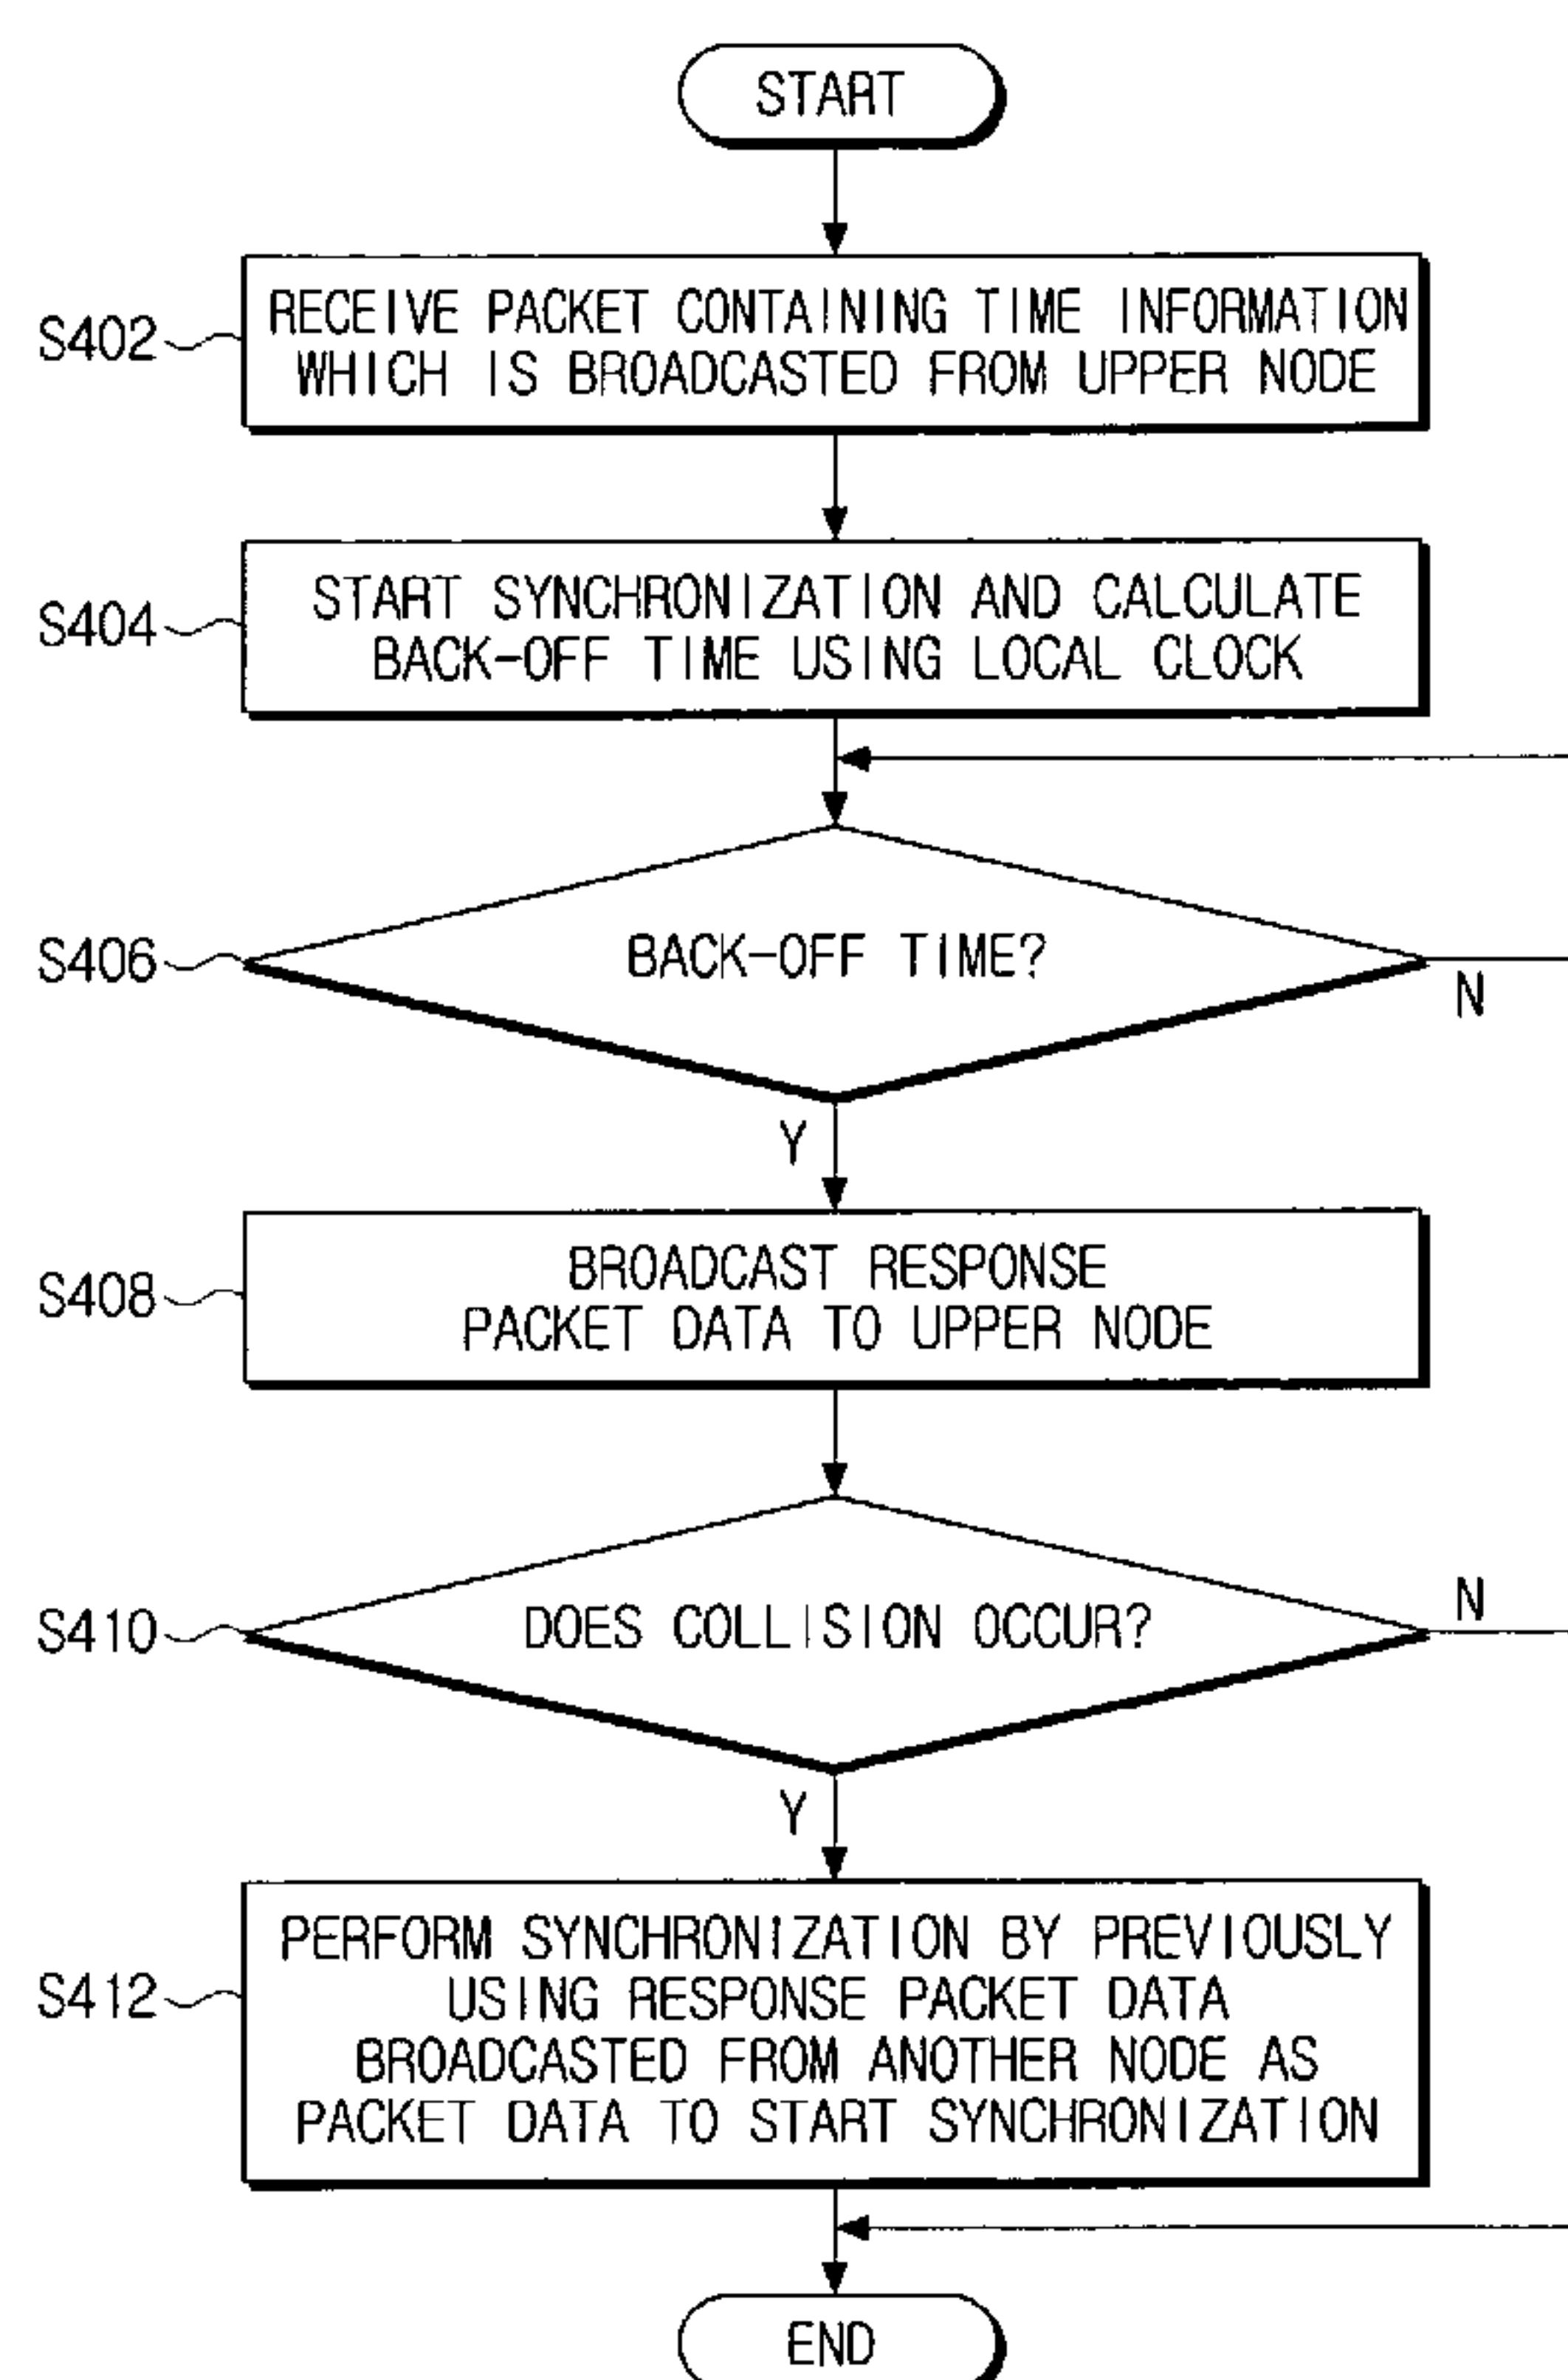 START
S402
RECEIVE PACKET CONTAINING TIME INFORMATION
WHICH IS BROADCASTED FROM UPPER NODE
S404
START SYNCHRONIZATION AND CALCULATE
BACK-OFF TIME USING LOCAL CLOCK
S406
BACK-OFF TIME?
N
Y
S408
BROADCAST RESPONSE
PACKET DATA TO UPPER NODE
S410
DOES COLLISION OCCUR?
N
Y
S412
PERFORM SYNCHRONIZATION BY PREVIOUSLY
USING RESPONSE PACKET DATA
BROADCASTED FROM ANOTHER NODE AS
PACKET DATA TO START SYNCHRONIZATION
END